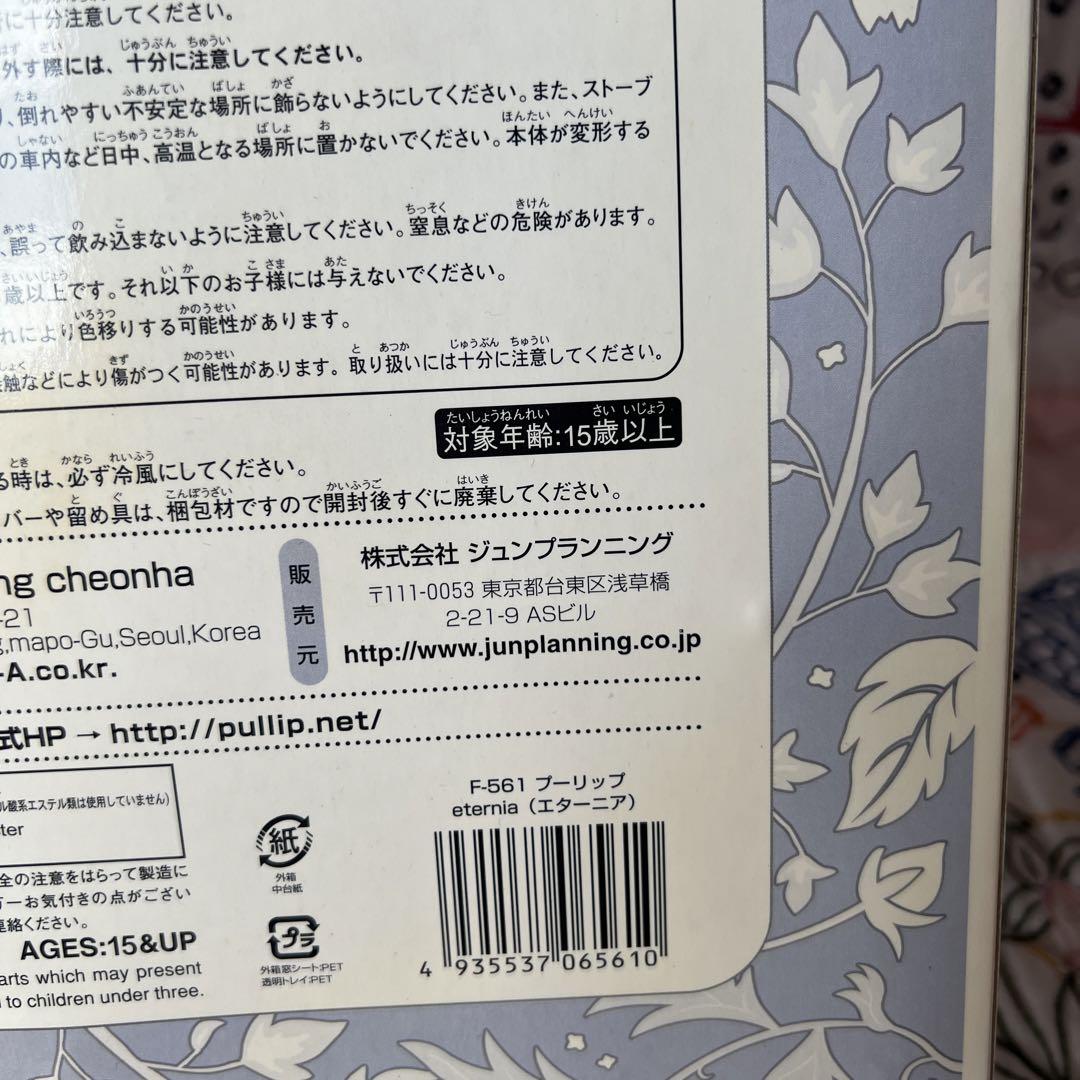 に十分注意してください。
外す際には、十分に注意してください。
、倒れやすい不安定な場所に飾らないようにしてください。また、ストーブ
の車内など日中、高温となる場所に置かないでください。本体が変形する
、誤って飲み込まないように注意してください。窒息などの危険があります。
歳以上です。それ以下のお子様には与えないでください。
れにより色移りする可能性があります。
触などにより傷がつく可能性があります。取り扱いには十分に注意してください。
対象年齢:15歳以上
る時は、必ず冷風にしてください。
バーや留め具は、梱包材ですので開封後すぐに廃棄してください。
ng cheonha
-21
g,mapo-Gu,Seoul,Korea
-A.co.kr.
販売元
株式会社 ジュンプランニング
〒111-0053 東京都台東区浅草橋
2-21-9 ASビル
http://www.junplanning.co.jp
式HP → http://pullip.net/
ル酸系エステル類は使用していません)
ster
全の注意をはらって製造に
万一お気付きの点がござい
連絡ください。
AGES:15&UP
arts which may present
to children under three.
紙
外箱
中台紙
プラ
外箱窓シート:PET
透明トレイ:PET
F-561 プーリップ
eternia（エターニア）
4 935537 065610